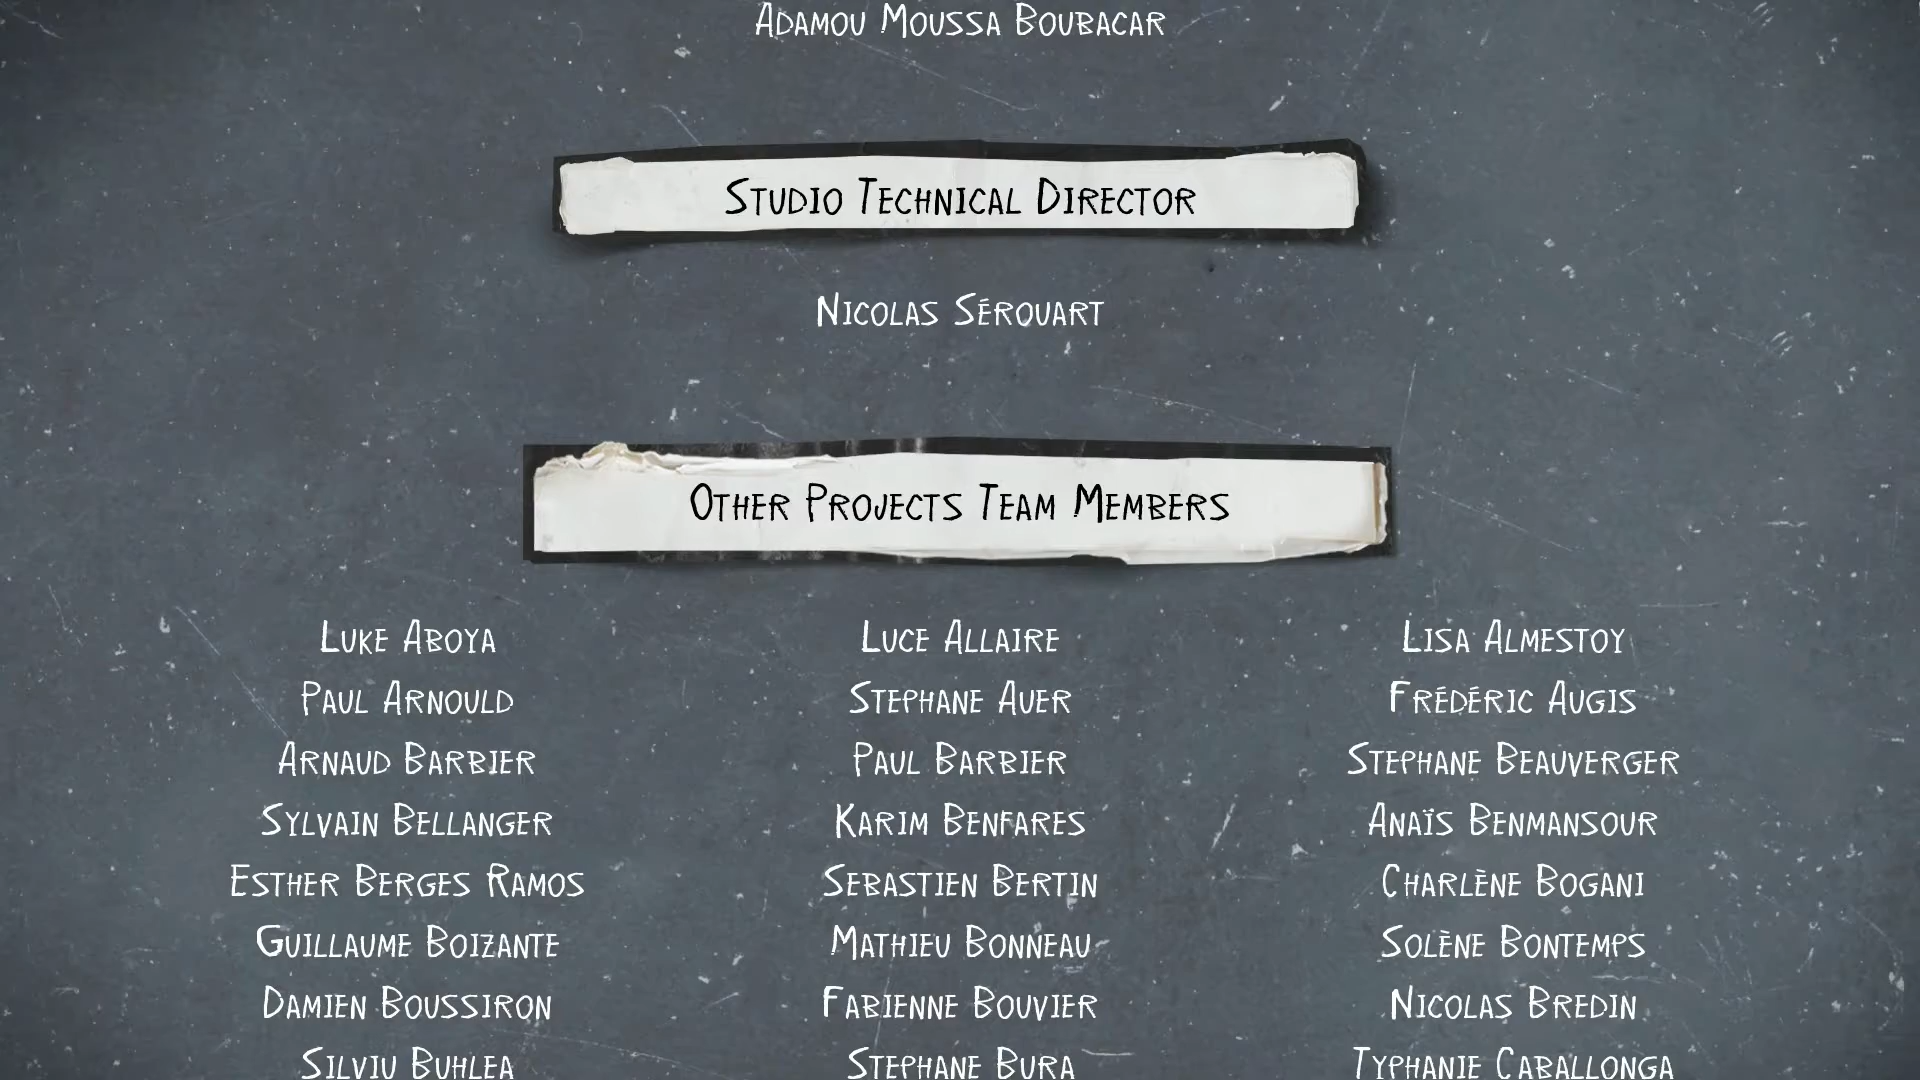 Adamou Moussa Boubacar
Studio Technical Director
Nicolas Sérouart
Other Projects Team Members
Luke Aboya Luce Allaire Lisa Almestoy
Paul Arnould Stephane Auer Frédéric Augis
Arnaud Barbier Paul Barbier Stephane Beauverger
Sylvain Bellanger Karim Benfares Anaïs Benmansour
Esther Berges Ramos Sebastien Bertin Charlène Bogani
Guillaume Boizante Mathieu Bonneau Solène Bontemps
Damien Boussiron Fabienne Bouvier Nicolas Bredin
Silviu Buhlea Stephane Bura Typhanie Caballonga